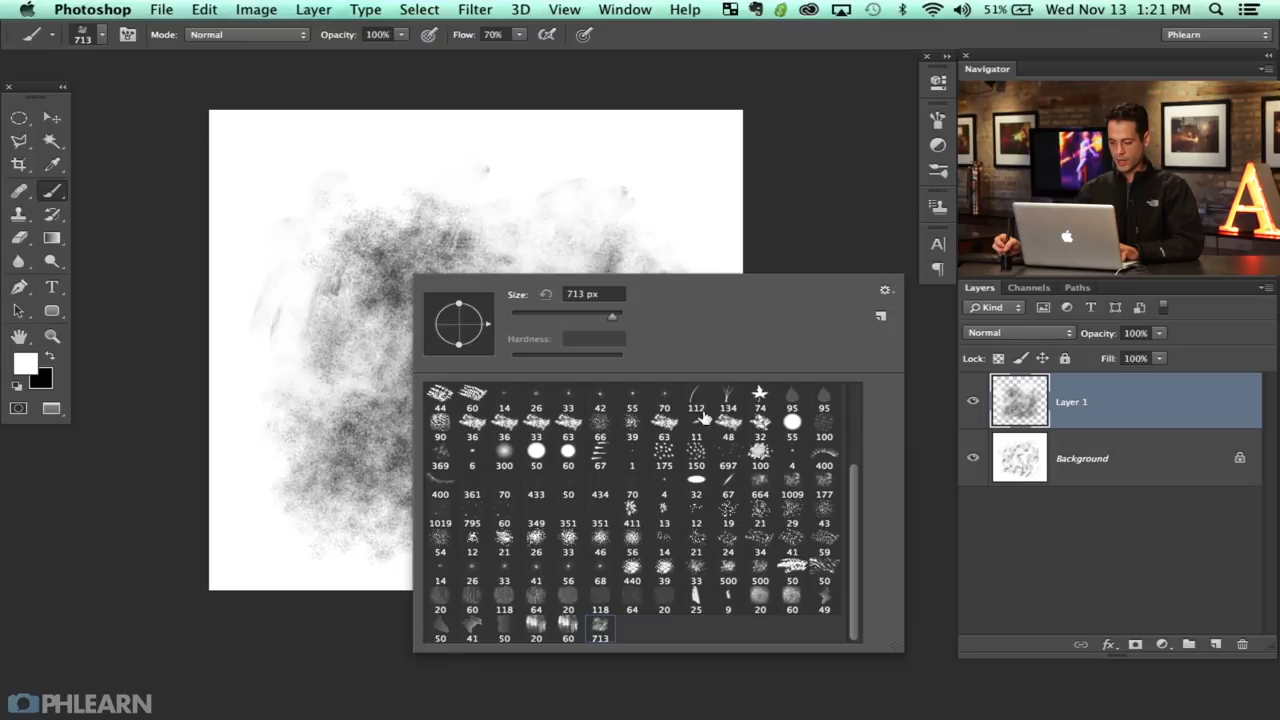 Photoshop File Edit Image Layer Type Select Filter 3D View Window Help 51% Wed Nov 13 1:21 PM
713 Mode: Normal Opacity: 100% Flow: 70% Phlearn
Navigator
A
Size: 713 px
Hardness:
44 60 14 26 33 42 55 70 112 134 74 95 95
90 36 36 33 63 66 39 63 11 48 32 55 100
369 6 300 50 60 67 1 175 150 697 100 4 400
400 361 70 433 50 434 70 4 32 67 664 1009 177
1019 795 60 349 351 351 411 13 12 19 21 29 43
54 12 21 26 33 46 56 14 21 24 34 41 59
14 26 33 41 56 68 440 39 33 500 500 50 50
20 60 118 64 20 118 64 20 25 9 20 60 49
50 41 50 20 60 713
Layers Channels Paths
Kind
Normal Opacity: 100%
Lock: Fill: 100%
Layer 1
Background
PHLEARN